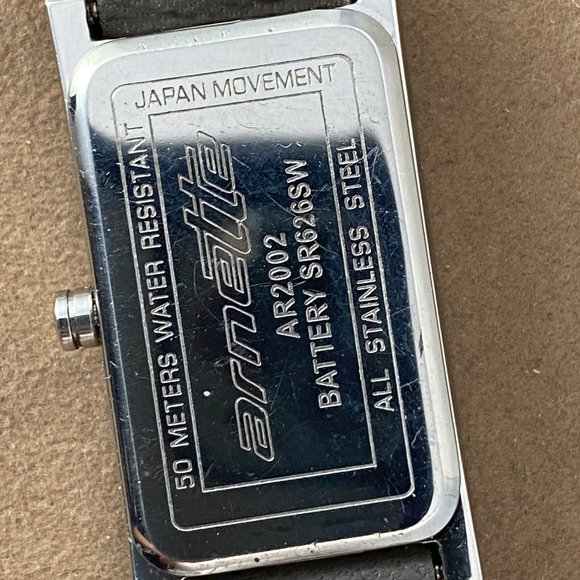 JAPAN MOVEMENT
50 METERS WATER RESISTANT
arnette
AR2002
BATTERY SR626SW
ALL STAINLESS STEEL